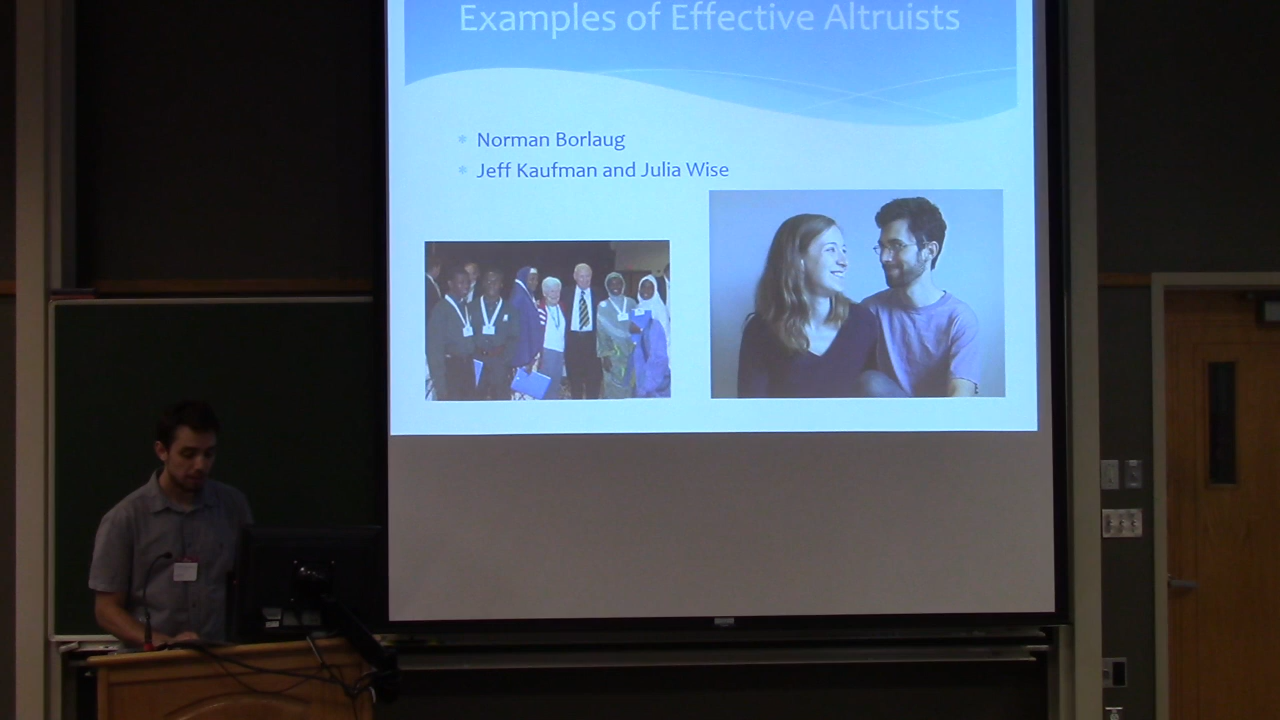 Examples of Effective Altruists
* Norman Borlaug
* Jeff Kaufman and Julia Wise